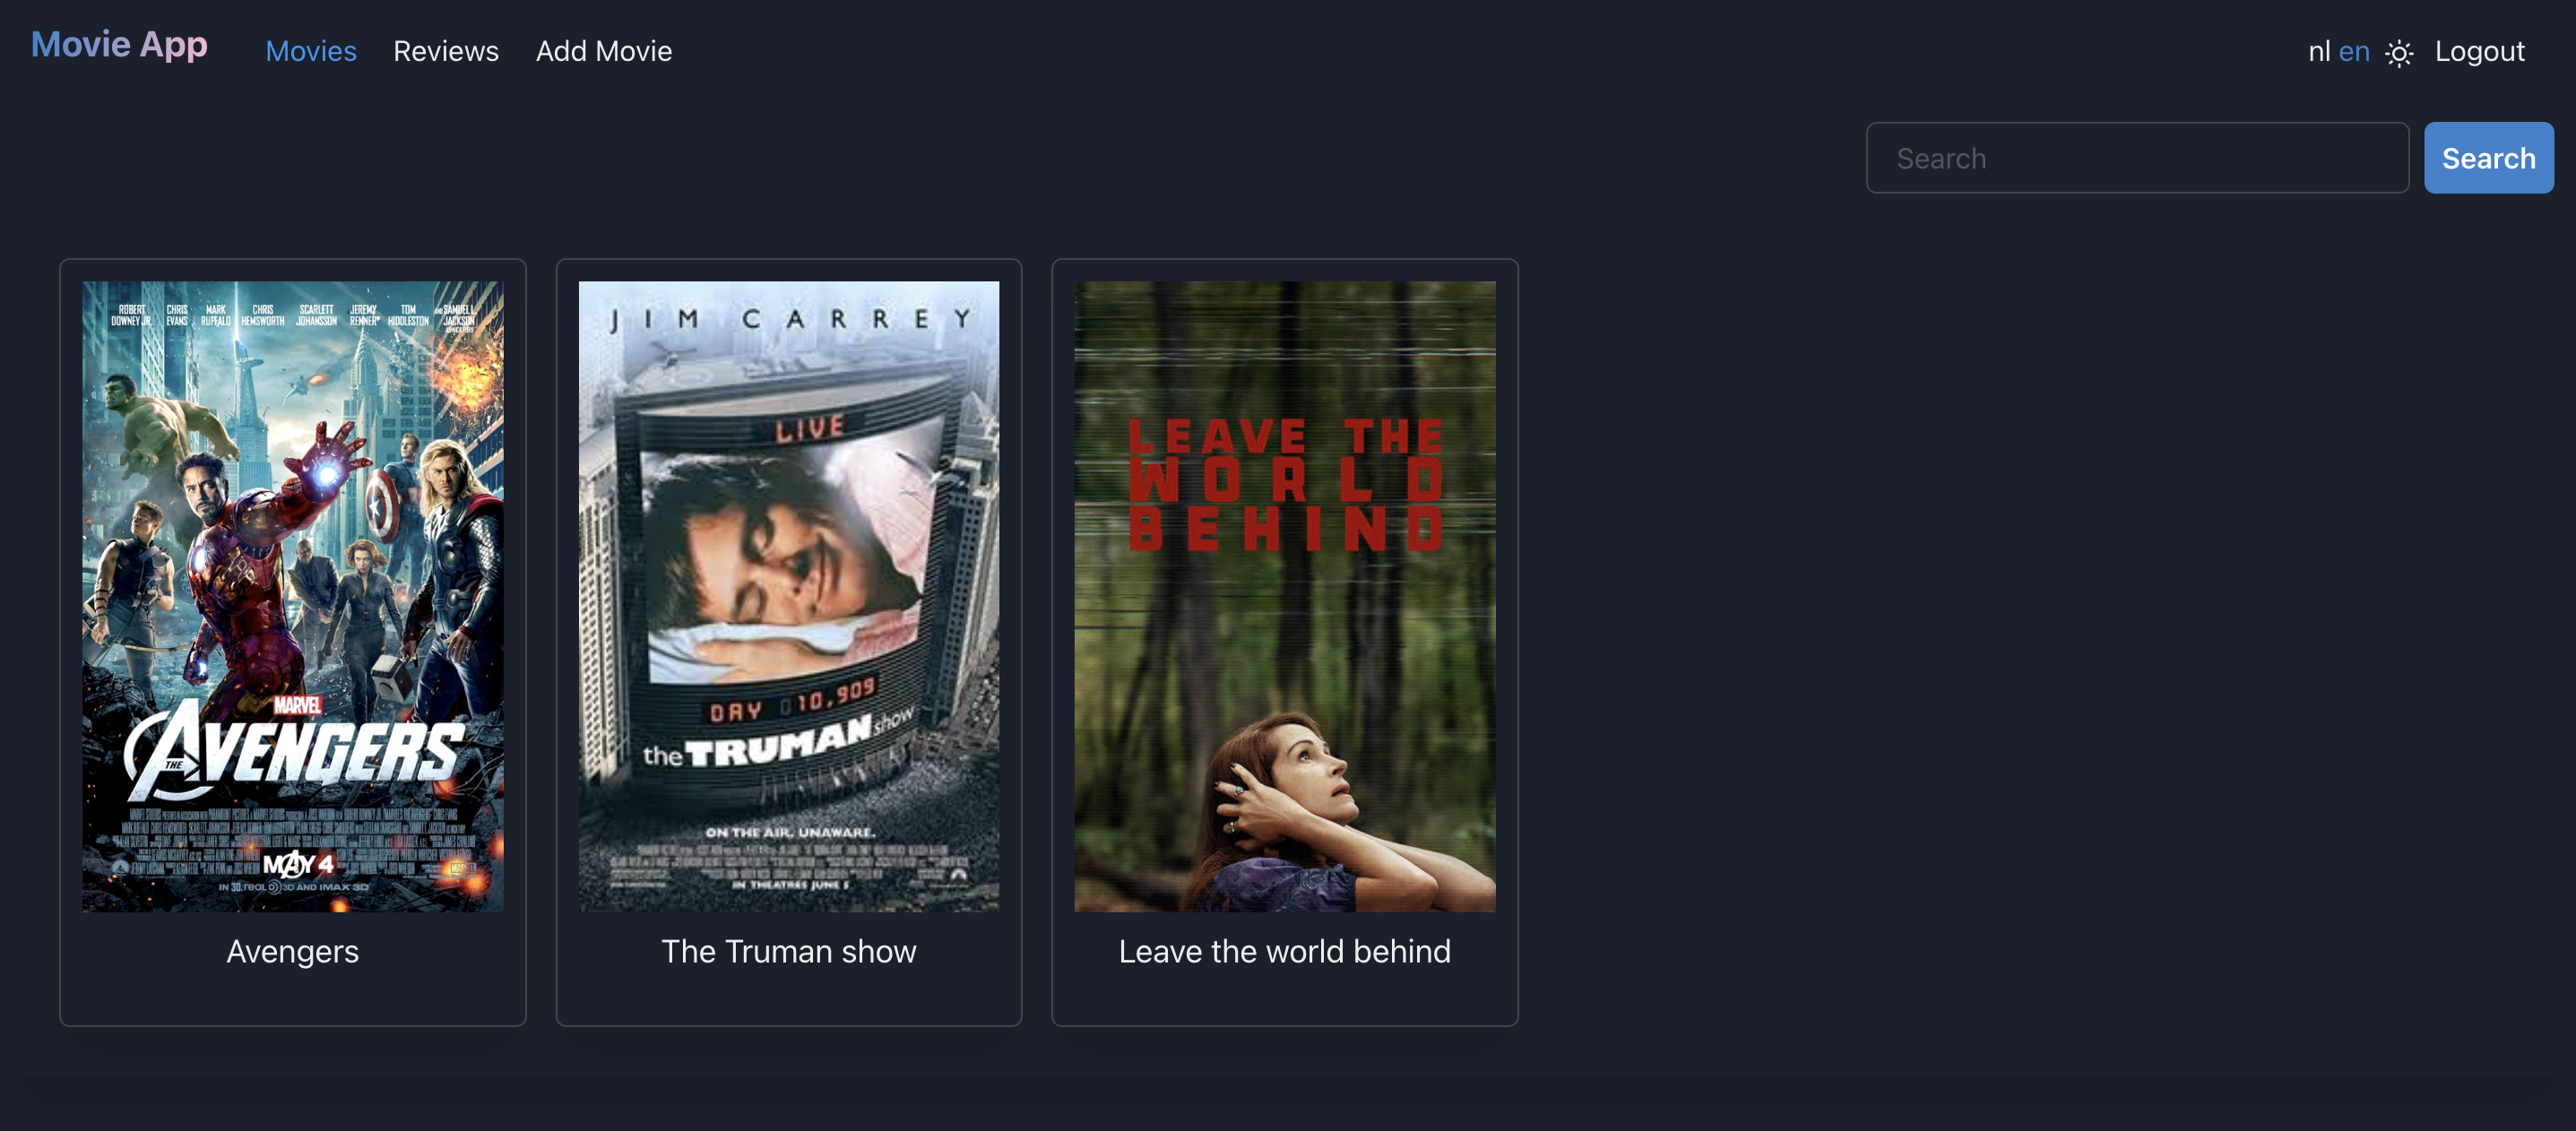 Movie App
Movies Reviews Add Movie
nl en Logout
Search Search
ROBERT DOWNEY JR.
CHRIS EVANS
MARK RUFFALO
CHRIS HEMSWORTH
SCARLETT JOHANSSON
JEREMY RENNER
TOM HIDDLESTON
AND SAMUEL L. JACKSON
MARVEL
THE AVENGERS
MAY 4
IN 3D, REAL D 3D AND IMAX 3D
Avengers
JIM CARREY
LIVE
DAY 10,909
the TRUMAN show
ON THE AIR. UNAWARE.
IN THEATRES JUNE 5
The Truman show
LEAVE THE
WORLD
BEHIND
Leave the world behind